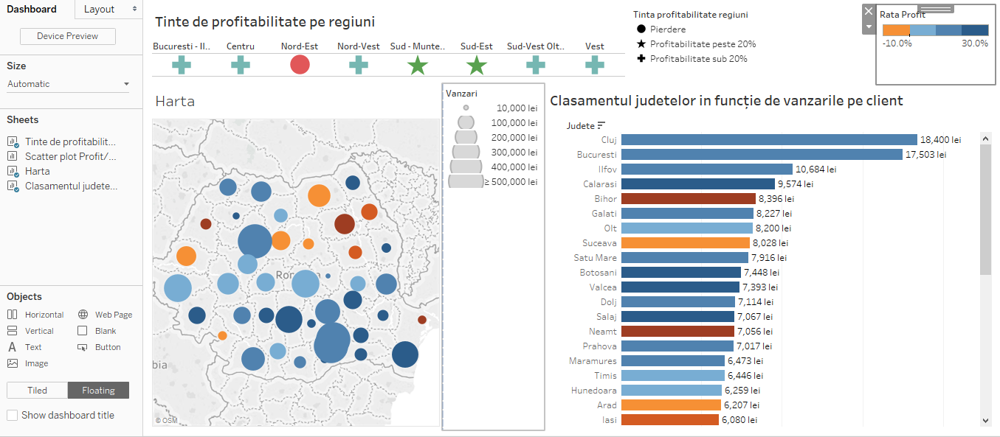 Dashboard
Layout
Device Preview
Size
Automatic
Sheets
Tinte de profitabilit...
Scatter plot Profit/...
Harta
Clasamentul judete...
Objects
Horizontal
Web Page
Vertical
Blank
Text
Button
Image
Tiled
Floating
Show dashboard title
Tinte de profitabilitate pe regiuni
Bucuresti - Il.. Centru Nord-Est Nord-Vest Sud - Munte.. Sud-Est Sud-Vest Olt.. Vest
Tinta profitabilitate regiuni
Pierdere
Profitabilitate peste 20%
Profitabilitate sub 20%
Rata Profit
-10.0% 30.0%
Harta
© OSM
Vanzari
10,000 lei
100,000 lei
200,000 lei
300,000 lei
400,000 lei
≥ 500,000 lei
Clasamentul judetelor in funcție de vanzarile pe client
Judete
Cluj 18,400 lei
Bucuresti 17,503 lei
Ilfov 10,684 lei
Calarasi 9,574 lei
Bihor 8,396 lei
Galati 8,227 lei
Olt 8,200 lei
Suceava 8,028 lei
Satu Mare 7,916 lei
Botosani 7,448 lei
Valcea 7,393 lei
Dolj 7,114 lei
Salaj 7,067 lei
Neamt 7,056 lei
Prahova 7,017 lei
Maramures 6,473 lei
Timis 6,446 lei
Hunedoara 6,259 lei
Arad 6,207 lei
Iasi 6,080 lei